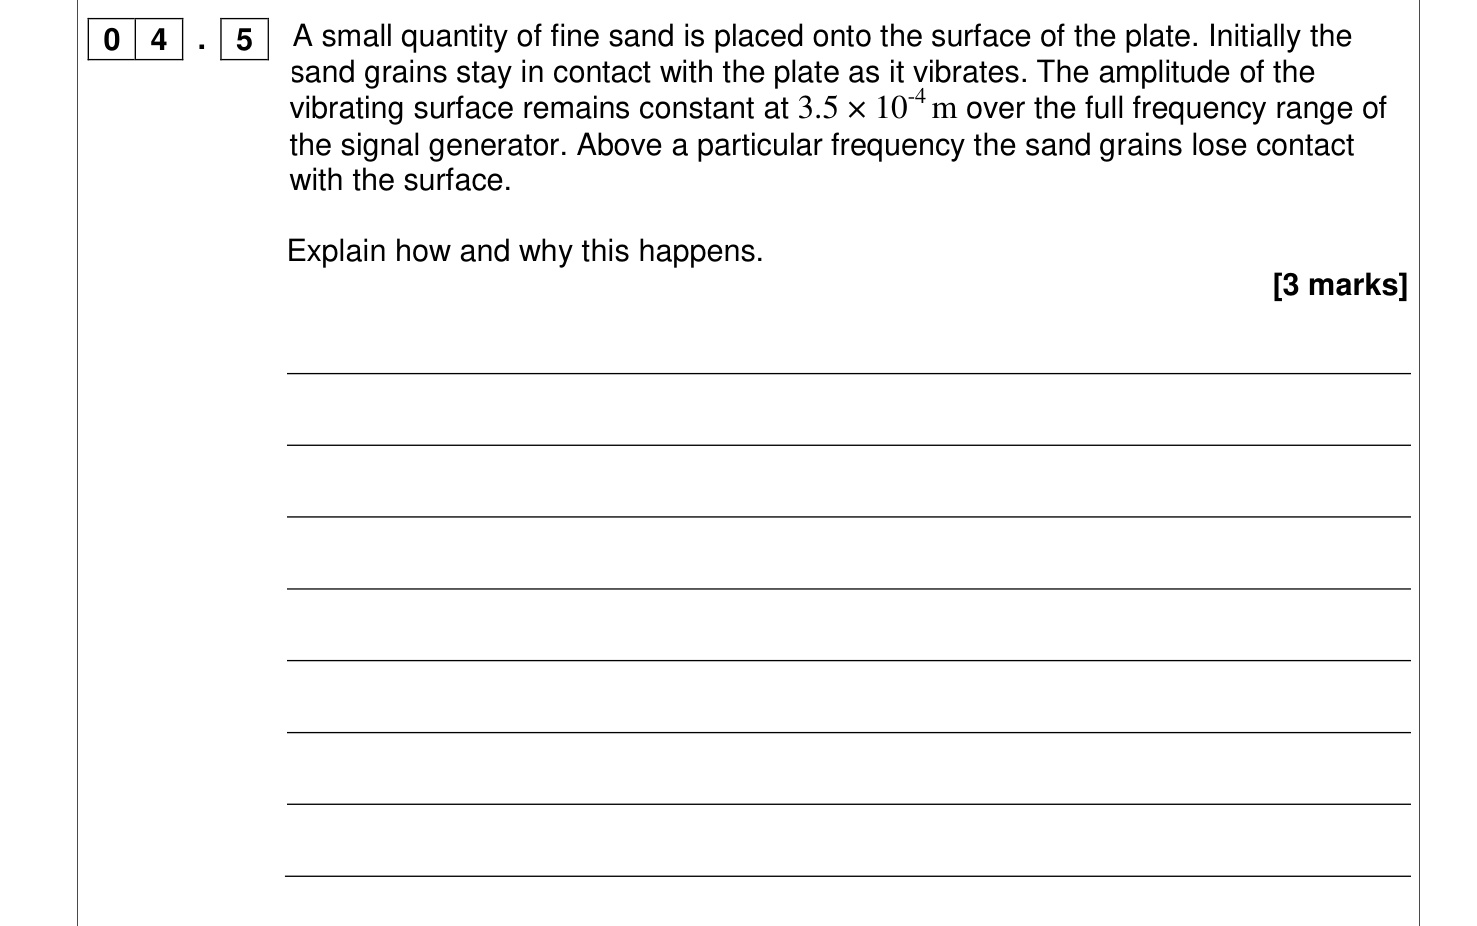 0 4 . 5 A small quantity of fine sand is placed onto the surface of the plate. Initially the
sand grains stay in contact with the plate as it vibrates. The amplitude of the
vibrating surface remains constant at 3.5 × 10⁻⁴ m over the full frequency range of
the signal generator. Above a particular frequency the sand grains lose contact
with the surface.
Explain how and why this happens.
[3 marks]